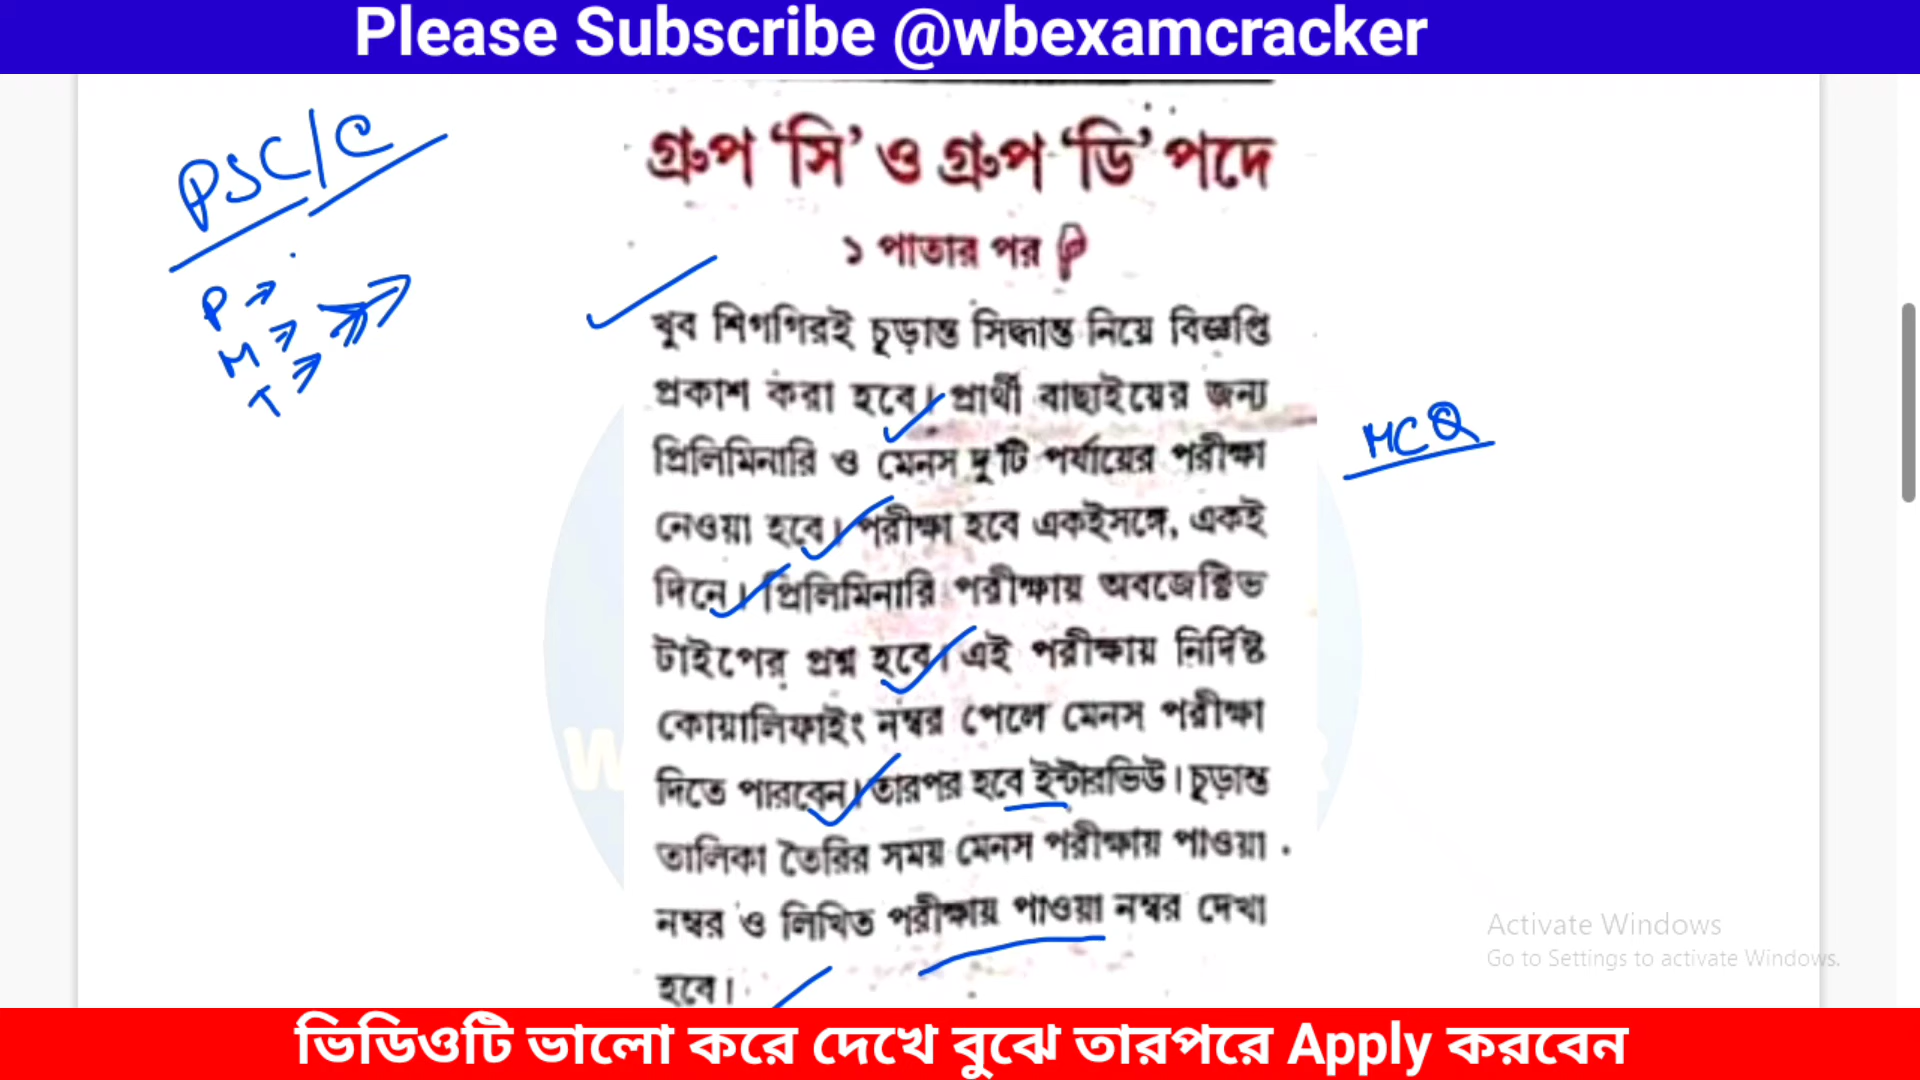 Please Subscribe @wbexamcracker
PSC/C
P →
M →
T →
গ্রুপ ‘সি’ ও গ্রুপ ‘ডি’ পদে
১ পাতার পর
খুব শিগগিরই চূড়ান্ত সিদ্ধান্ত নিয়ে বিজ্ঞপ্তি
প্রকাশ করা হবে। প্রার্থী বাছাইয়ের জন্য
প্রিলিমিনারি ও মেনস দু'টি পর্যায়ের পরীক্ষা
MCQ
নেওয়া হবে। পরীক্ষা হবে একইসঙ্গে, একই
দিনে। প্রিলিমিনারি পরীক্ষায় অবজেক্টিভ
টাইপের প্রশ্ন হবে। এই পরীক্ষায় নির্দিষ্ট
কোয়ালিফাইং নম্বর পেলে মেনস পরীক্ষা
দিতে পারবেন। তারপর হবে ইন্টারভিউ। চূড়ান্ত
তালিকা তৈরির সময় মেনস পরীক্ষায় পাওয়া
নম্বর ও লিখিত পরীক্ষায় পাওয়া নম্বর দেখা
হবে।
Activate Windows
Go to Settings to activate Windows.
ভিডিওটি ভালো করে দেখে বুঝে তারপরে Apply করবেন